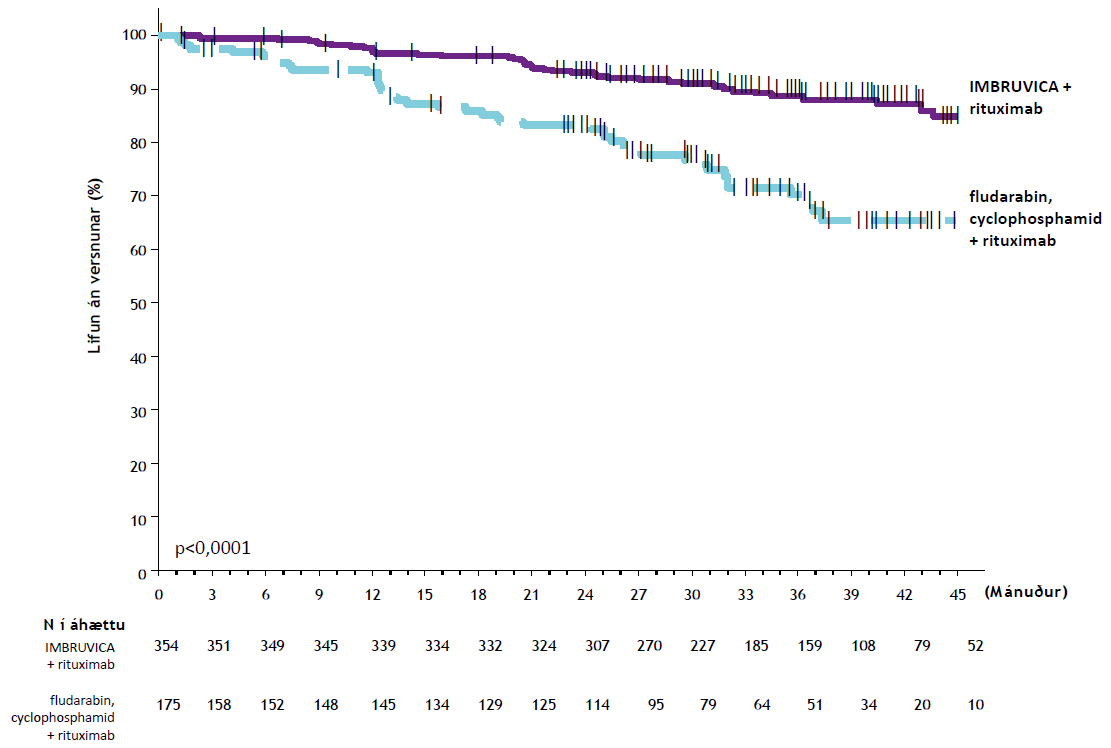 100
90
80
70
60
50
40
30
20
10
0
Lifun án versnunar (%)
IMBRUVICA +
rituximab
fludarabin,
cyclophosphamid
+ rituximab
p<0,0001
0 3 6 9 12 15 18 21 24 27 30 33 36 39 42 45 (Mánuður)
N í áhættu
IMBRUVICA
+ rituximab
354 351 349 345 339 334 332 324 307 270 227 185 159 108 79 52
fludarabin,
cyclophosphamid
+ rituximab
175 158 152 148 145 134 129 125 114 95 79 64 51 34 20 10